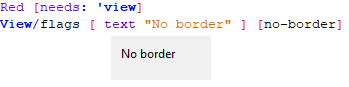 Red [needs: 'view]
View/flags [ text "No border" ] [no-border]
No border